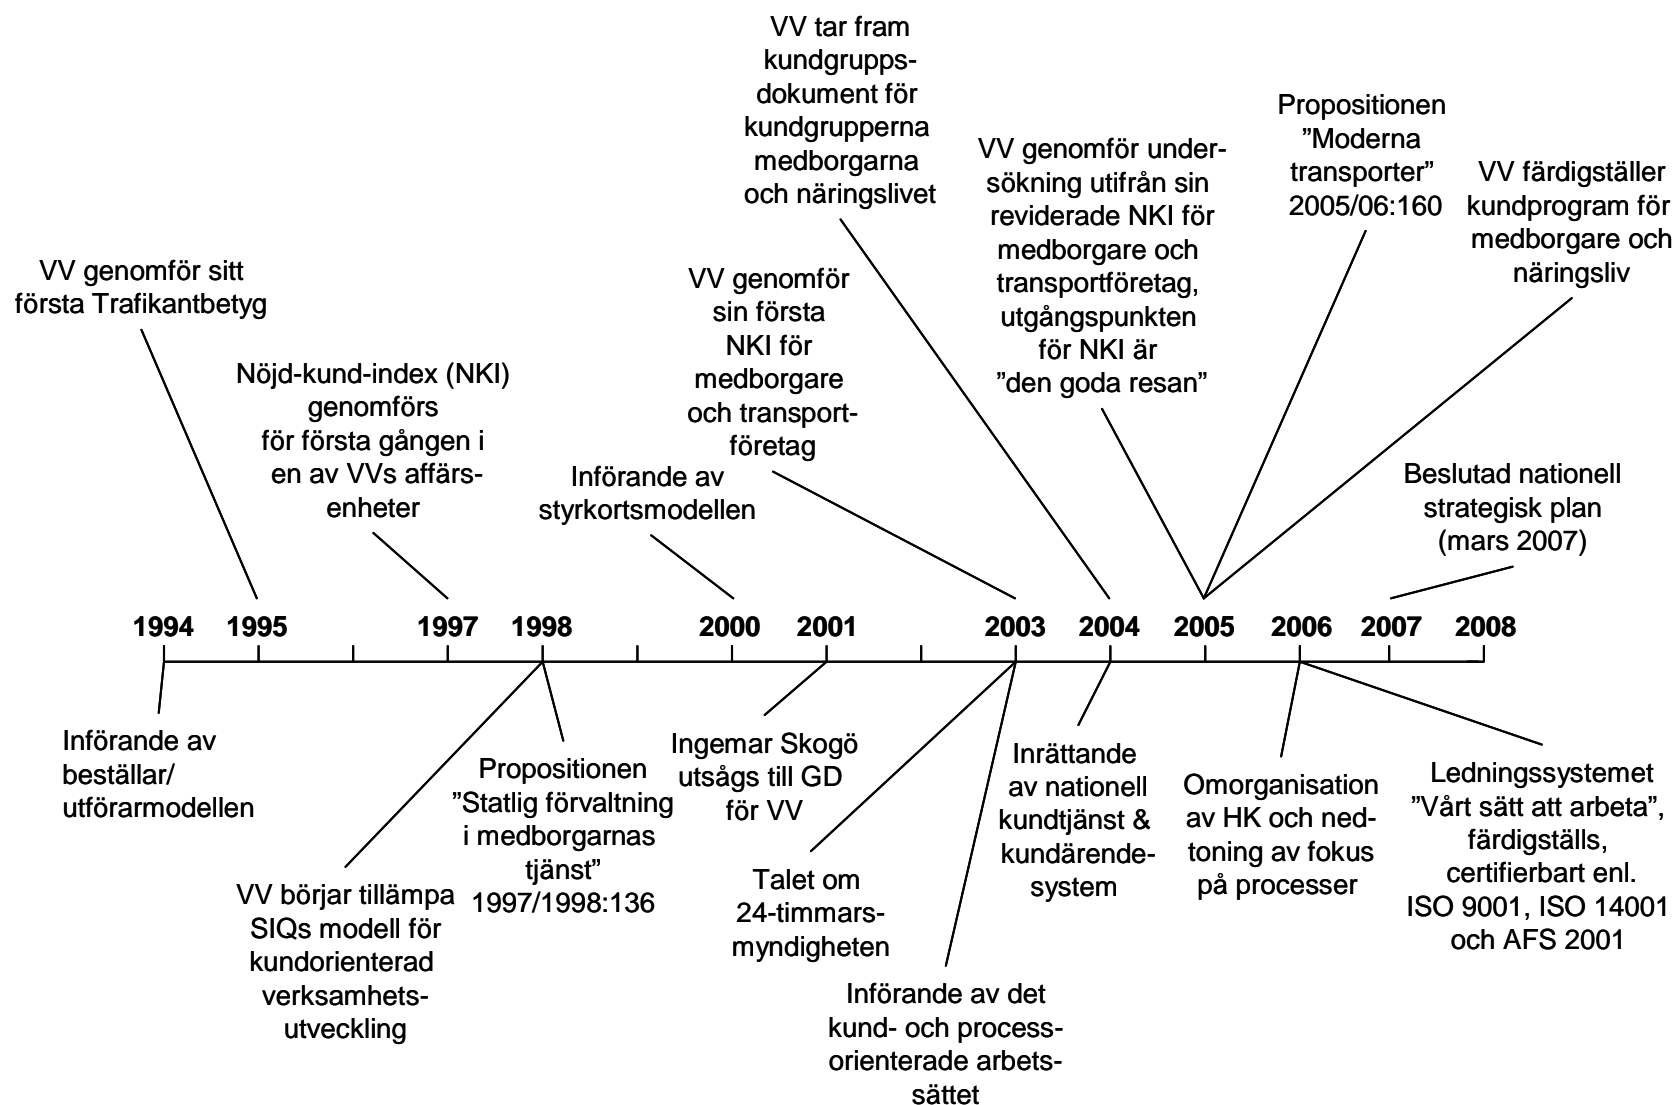 VV tar fram
kundgrupps-
dokument för
kundgrupperna
medborgarna
och näringslivet
Propositionen
”Moderna
transporter”
2005/06:160
VV genomför under-
sökning utifrån sin
reviderade NKI för
medborgare och
transportföretag,
utgångspunkten
för NKI är
”den goda resan”
VV färdigställer
kundprogram för
medborgare och
näringsliv
VV genomför sitt
första Trafikantbetyg
VV genomför
sin första
NKI för
medborgare
och transport-
företag
Nöjd-kund-index (NKI)
genomförs
för första gången i
en av VVs affärs-
enheter
Införande av
styrkortsmodellen
Beslutad nationell
strategisk plan
(mars 2007)
1994 1995 1997 1998 2000 2001 2003 2004 2005 2006 2007 2008
Införande av
beställar/
utförarmodellen
VV börjar tillämpa
SIQs modell för
kundorienterad
verksamhets-
utveckling
Propositionen
”Statlig förvaltning
i medborgarnas
tjänst”
1997/1998:136
Ingemar Skogö
utsågs till GD
för VV
Talet om
24-timmars-
myndigheten
Införande av det
kund- och process-
orienterade arbets-
sättet
Inrättande
av nationell
kundtjänst &
kundärende-
system
Omorganisation
av HK och ned-
toning av fokus
på processer
Ledningssystemet
”Vårt sätt att arbeta”,
färdigställs,
certifierbart enl.
ISO 9001, ISO 14001
och AFS 2001